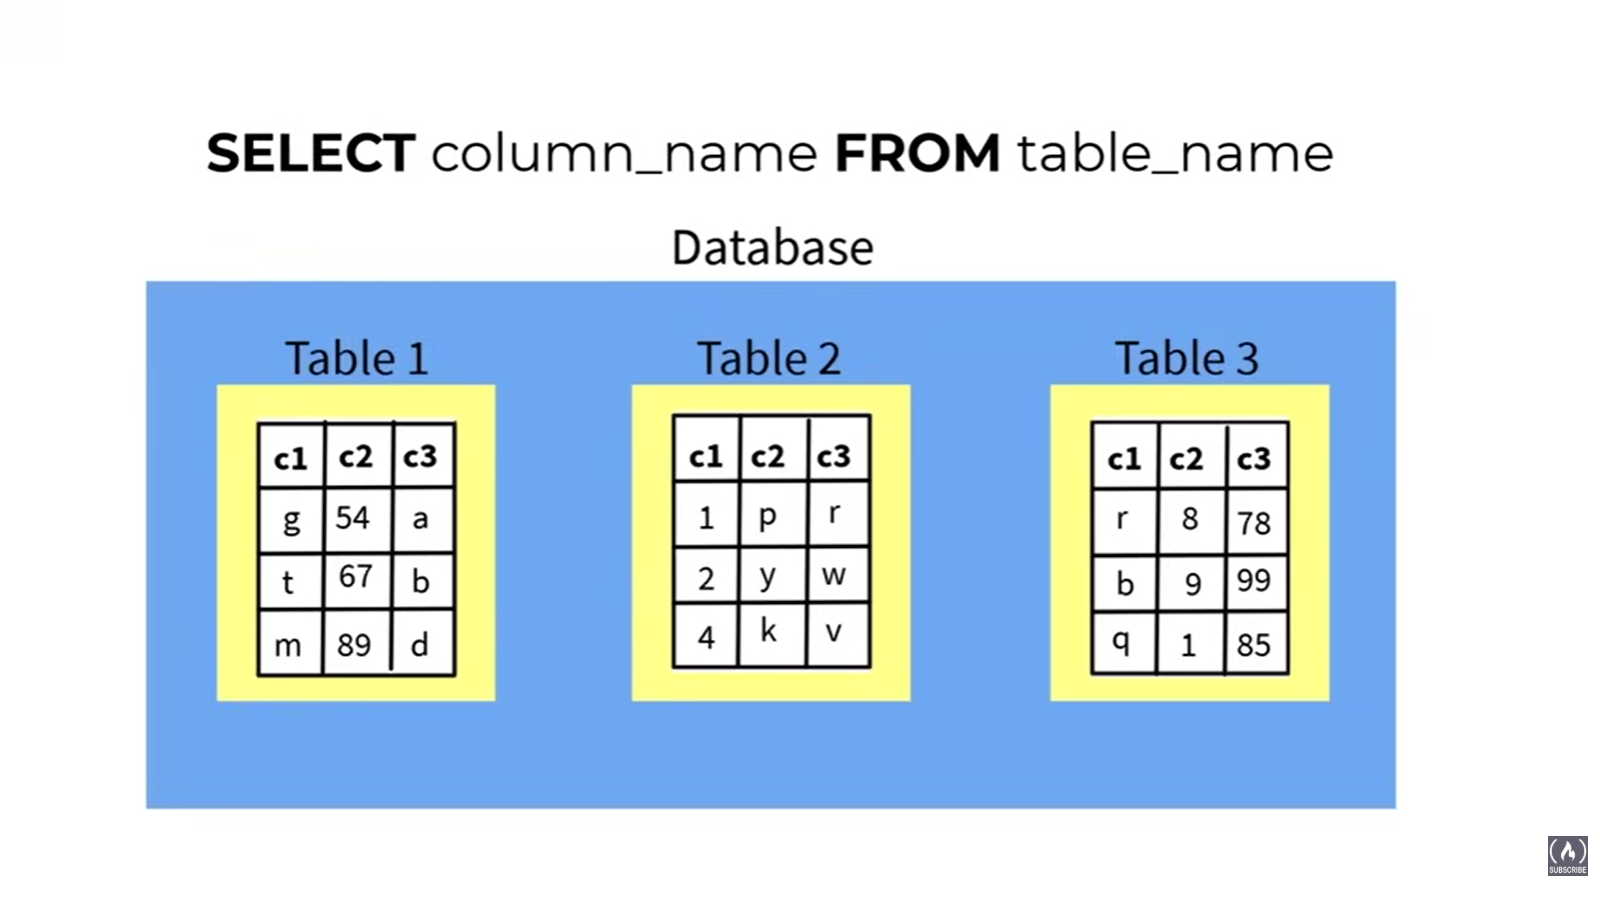 SELECT column_name FROM table_name
Database
Table 1
c1 c2 c3
g 54 a
t 67 b
m 89 d
Table 2
c1 c2 c3
1 p r
2 y w
4 k v
Table 3
c1 c2 c3
r 8 78
b 9 99
q 1 85
SUBSCRIBE